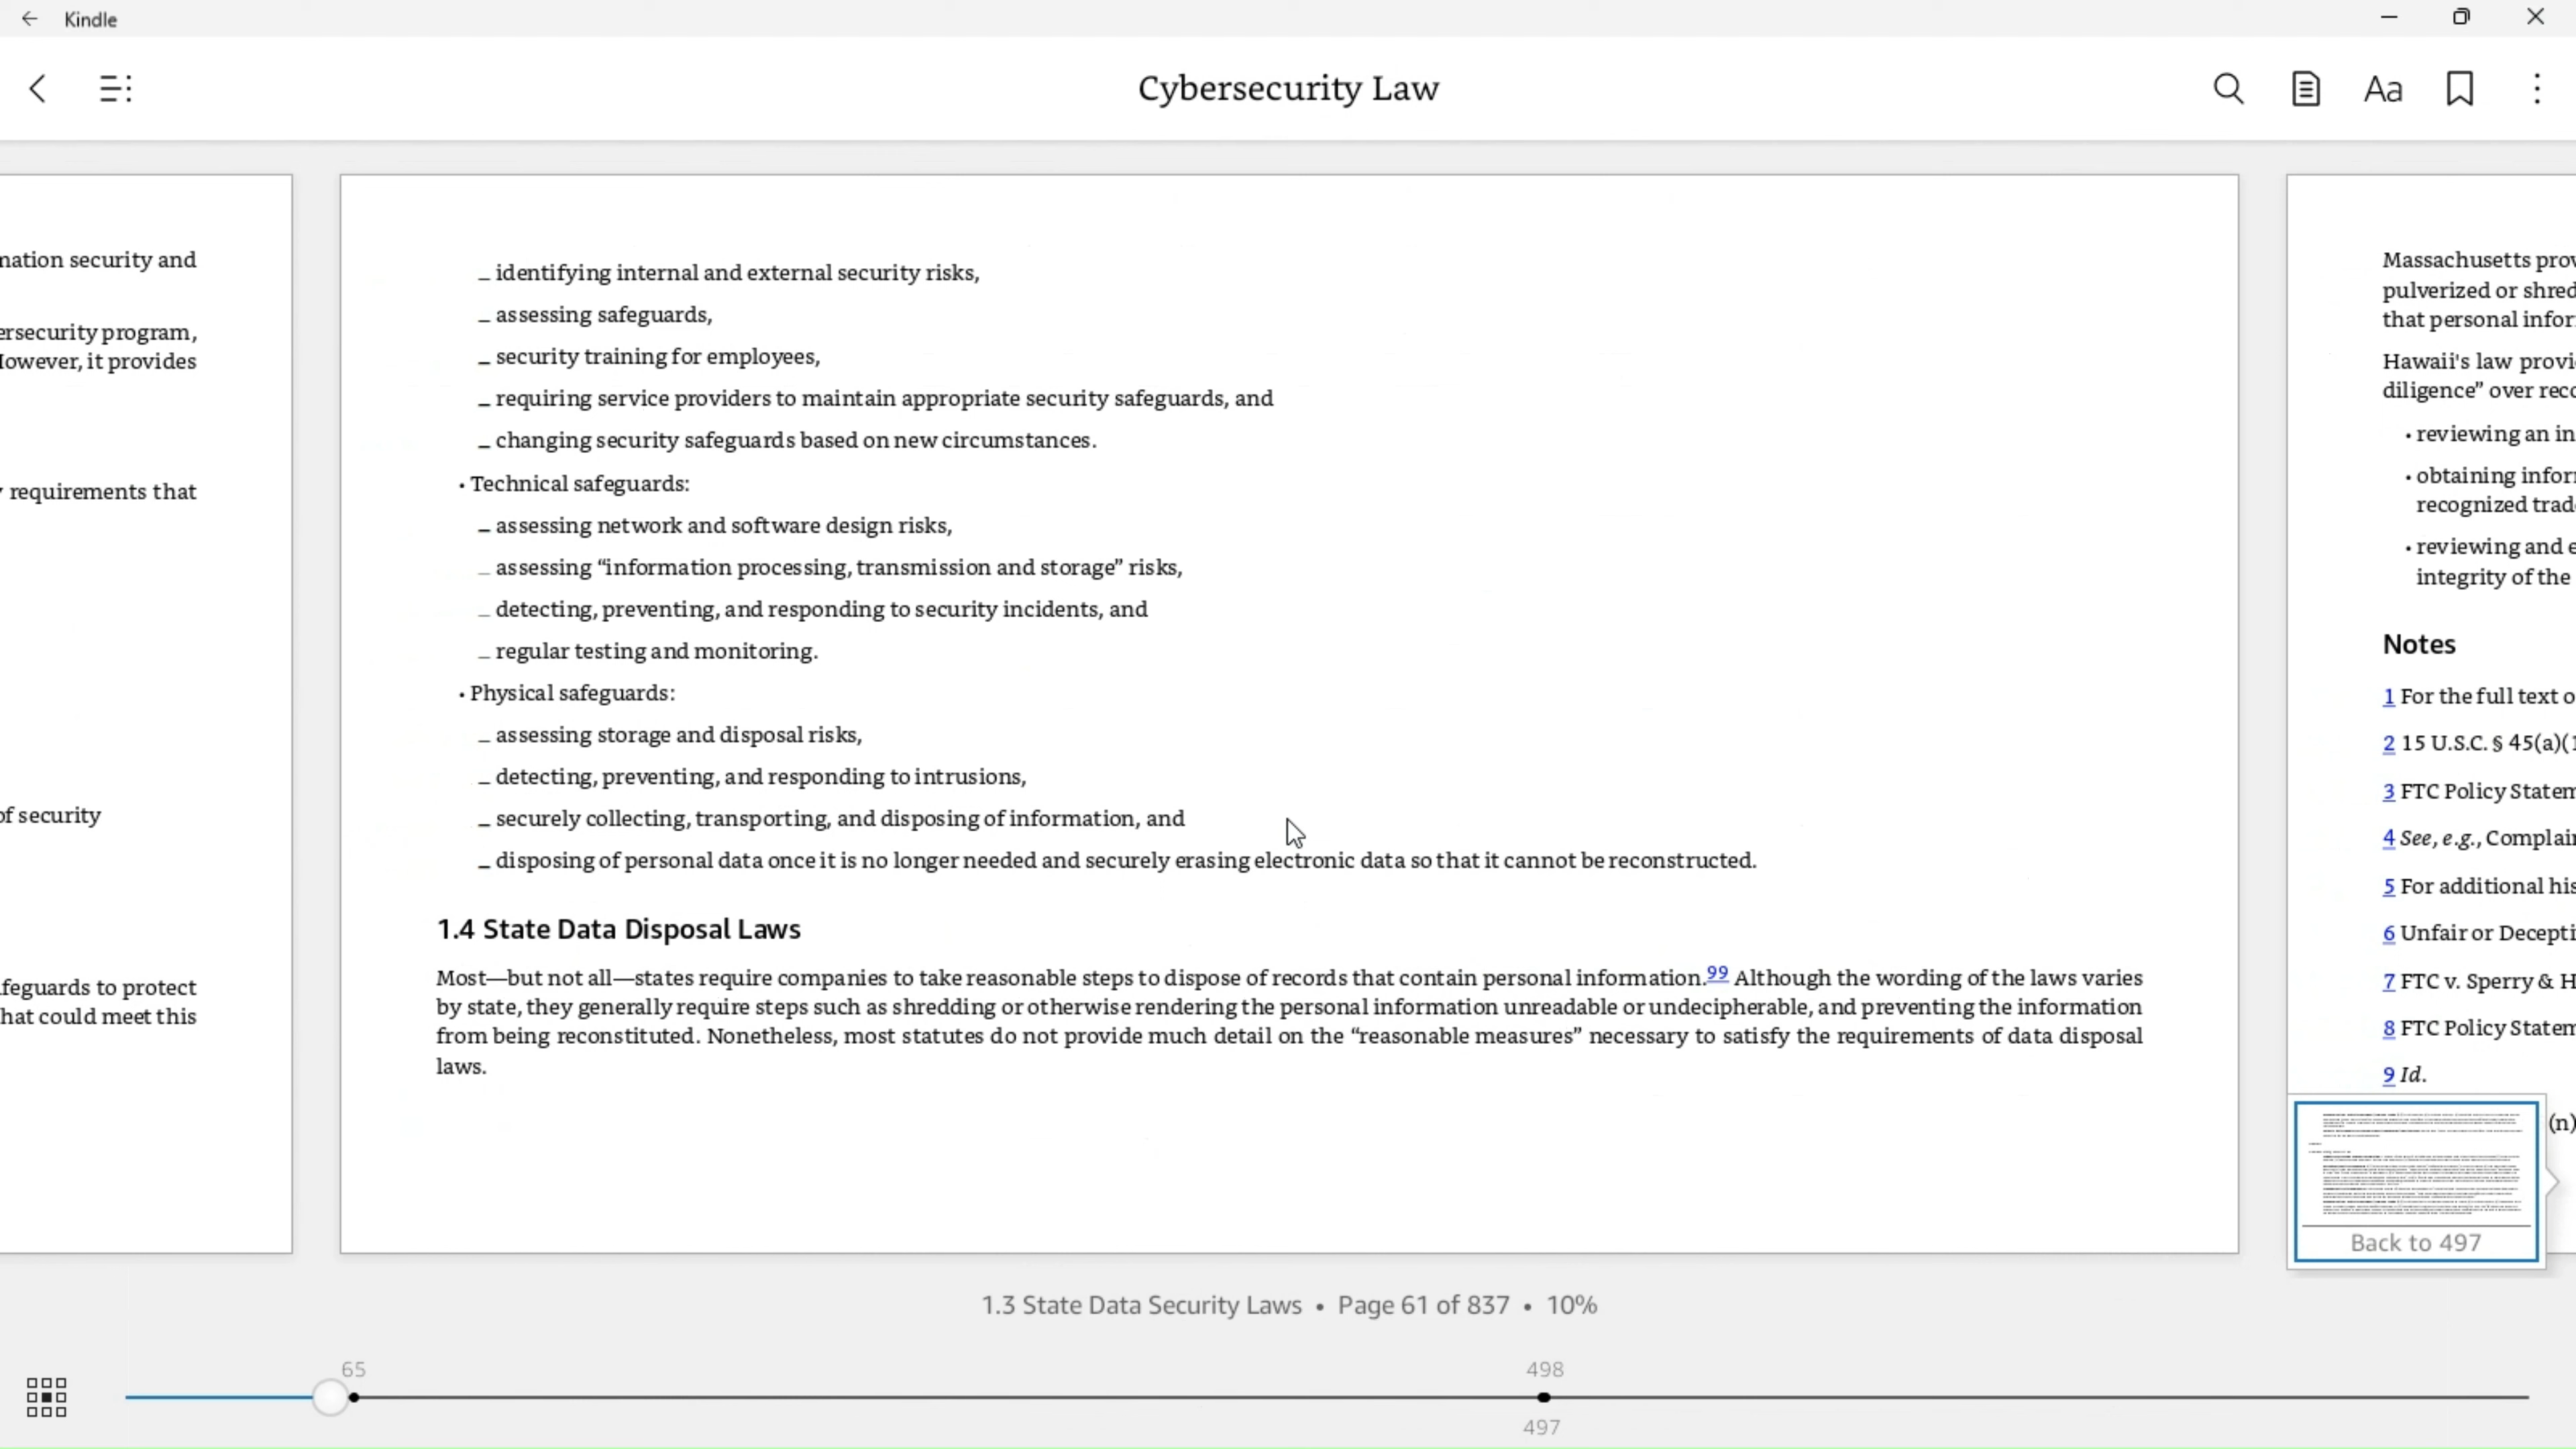 Kindle
Cybersecurity Law
mation security and
ersecurity program,
However, it provides
requirements that
of security
feguards to protect
hat could meet this
_ identifying internal and external security risks,
_ assessing safeguards,
_ security training for employees,
_ requiring service providers to maintain appropriate security safeguards, and
_ changing security safeguards based on new circumstances.
• Technical safeguards:
_ assessing network and software design risks,
_ assessing “information processing, transmission and storage” risks,
_ detecting, preventing, and responding to security incidents, and
_ regular testing and monitoring.
• Physical safeguards:
_ assessing storage and disposal risks,
_ detecting, preventing, and responding to intrusions,
_ securely collecting, transporting, and disposing of information, and
_ disposing of personal data once it is no longer needed and securely erasing electronic data so that it cannot be reconstructed.
1.4 State Data Disposal Laws
Most—but not all—states require companies to take reasonable steps to dispose of records that contain personal information.99 Although the wording of the laws varies
by state, they generally require steps such as shredding or otherwise rendering the personal information unreadable or undecipherable, and preventing the information
from being reconstituted. Nonetheless, most statutes do not provide much detail on the “reasonable measures” necessary to satisfy the requirements of data disposal
laws.
Massachusetts prov
pulverized or shred
that personal infor
Hawaii's law provi
diligence” over reco
• reviewing an in
• obtaining infor
recognized trad
• reviewing and e
integrity of the
Notes
1 For the full text o
2 15 U.S.C. § 45(a)(1
3 FTC Policy Statem
4 See, e.g., Complain
5 For additional his
6 Unfair or Decepti
7 FTC v. Sperry & H
8 FTC Policy Statem
9 Id.
(n)
Back to 497
1.3 State Data Security Laws • Page 61 of 837 • 10%
65
498
497